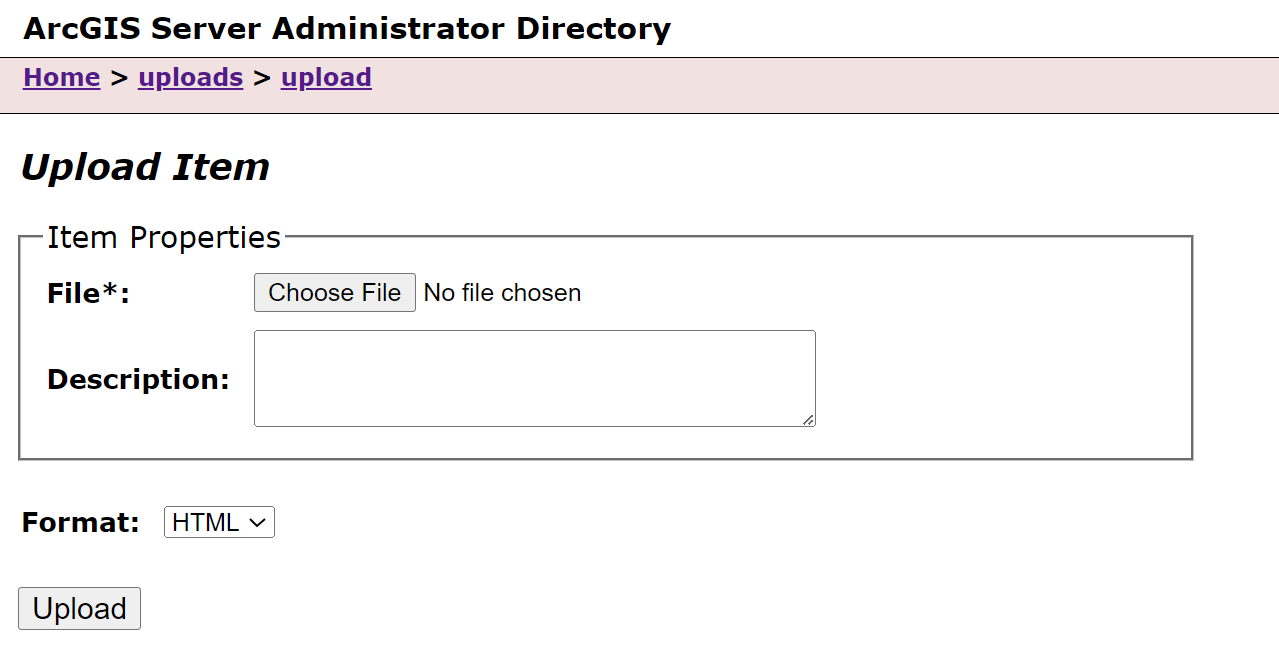 ArcGIS Server Administrator Directory
Home > uploads > upload
Upload Item
Item Properties
File*: Choose File No file chosen
Description:
Format: HTML
Upload